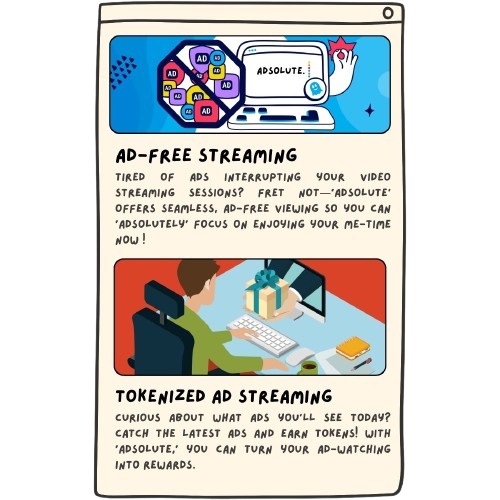 AD AD AD AD AD AD AD AD AD
ADSOLUTE.
AD-FREE STREAMING
TIRED OF ADS INTERRUPTING YOUR VIDEO
STREAMING SESSIONS? FRET NOT—'ADSOLUTE'
OFFERS SEAMLESS, AD-FREE VIEWING SO YOU CAN
'ADSOLUTELY' FOCUS ON ENJOYING YOUR ME-TIME
NOW!
TOKENIZED AD STREAMING
CURIOUS ABOUT WHAT ADS YOU'LL SEE TODAY?
CATCH THE LATEST ADS AND EARN TOKENS! WITH
'ADSOLUTE,' YOU CAN TURN YOUR AD-WATCHING
INTO REWARDS.